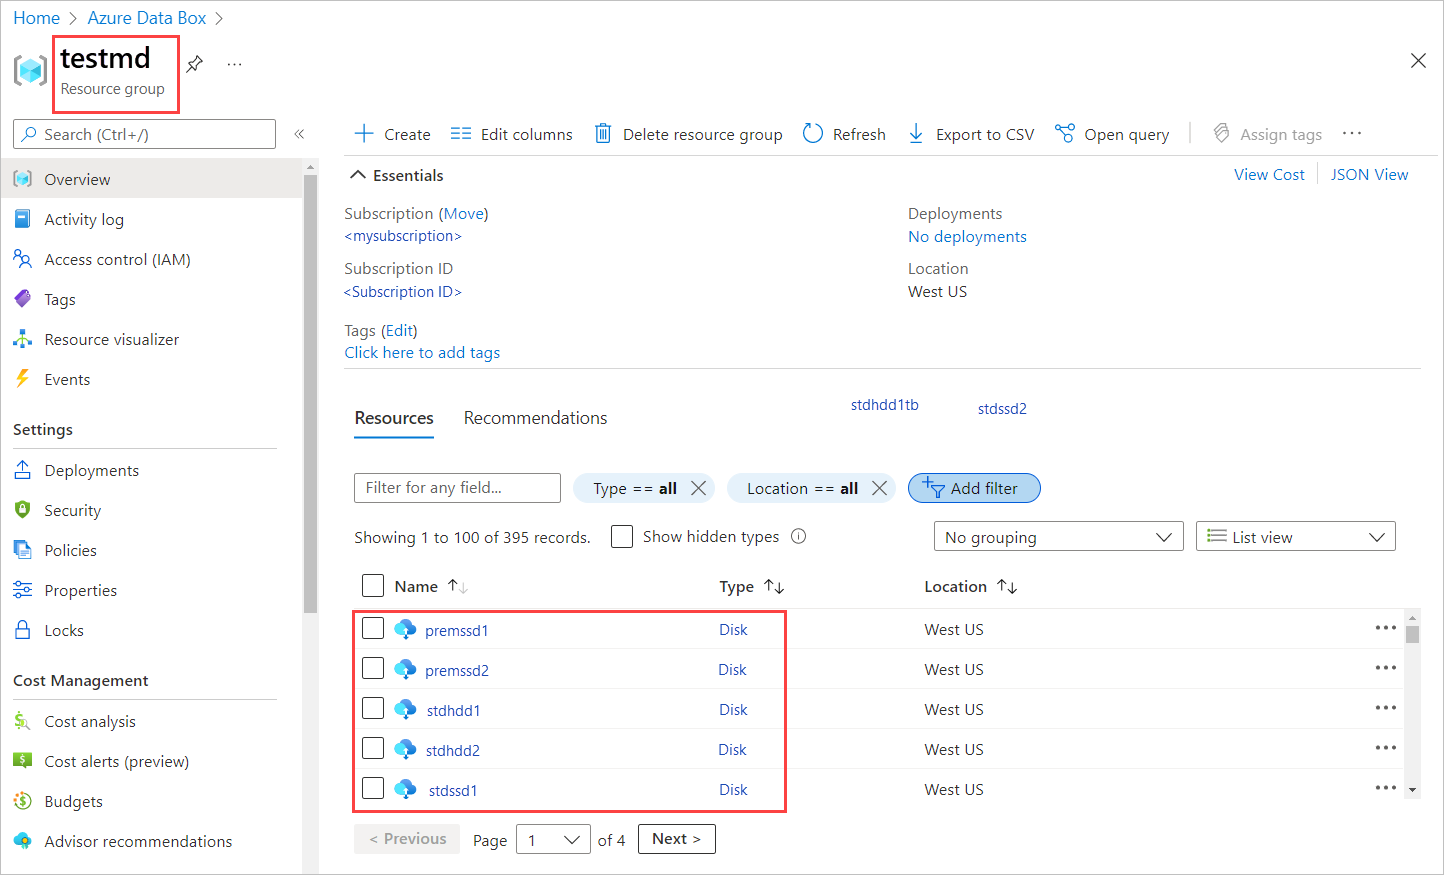 Home > Azure Data Box >
testmd
...
Resource group
Search (Ctrl+/)
«
Overview
Activity log
Access control (IAM)
Tags
Resource visualizer
Events
Settings
Deployments
Security
Policies
Properties
Locks
Cost Management
Cost analysis
Cost alerts (preview)
Budgets
Advisor recommendations
Create Edit columns Delete resource group Refresh Export to CSV Open query Assign tags ...
Essentials
View Cost JSON View
Subscription (Move)
<mysubscription>
Subscription ID
<Subscription ID>
Tags (Edit)
Click here to add tags
Deployments
No deployments
Location
West US
Resources Recommendations
stdhdd1tb stdssd2
Filter for any field... Type == all Location == all Add filter
Showing 1 to 100 of 395 records. Show hidden types No grouping List view
Name Type Location
premssd1 Disk West US ...
premssd2 Disk West US ...
stdhdd1 Disk West US ...
stdhdd2 Disk West US ...
stdssd1 Disk West US ...
< Previous Page 1 of 4 Next >